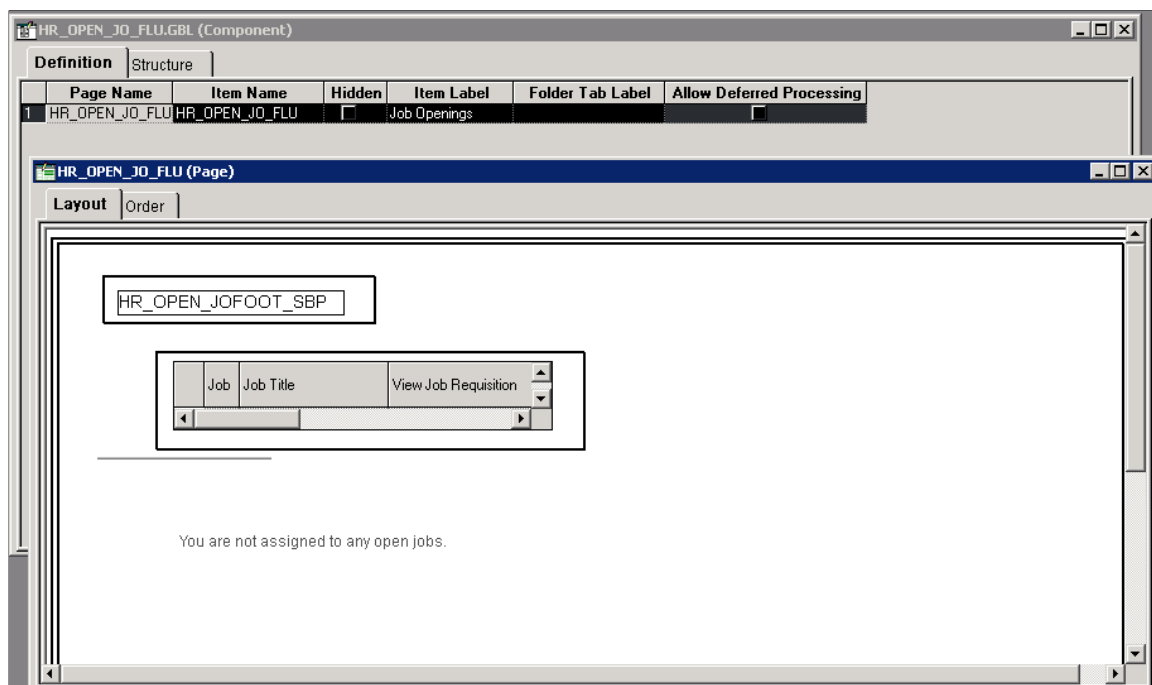 HR_OPEN_JO_FLU.GBL (Component)
Definition Structure
Page Name Item Name Hidden Item Label Folder Tab Label Allow Deferred Processing
1 HR_OPEN_JO_FLU HR_OPEN_JO_FLU Job Openings
HR_OPEN_JO_FLU (Page)
Layout Order
HR_OPEN_JOFOOT_SBP
Job Job Title View Job Requisition
You are not assigned to any open jobs.